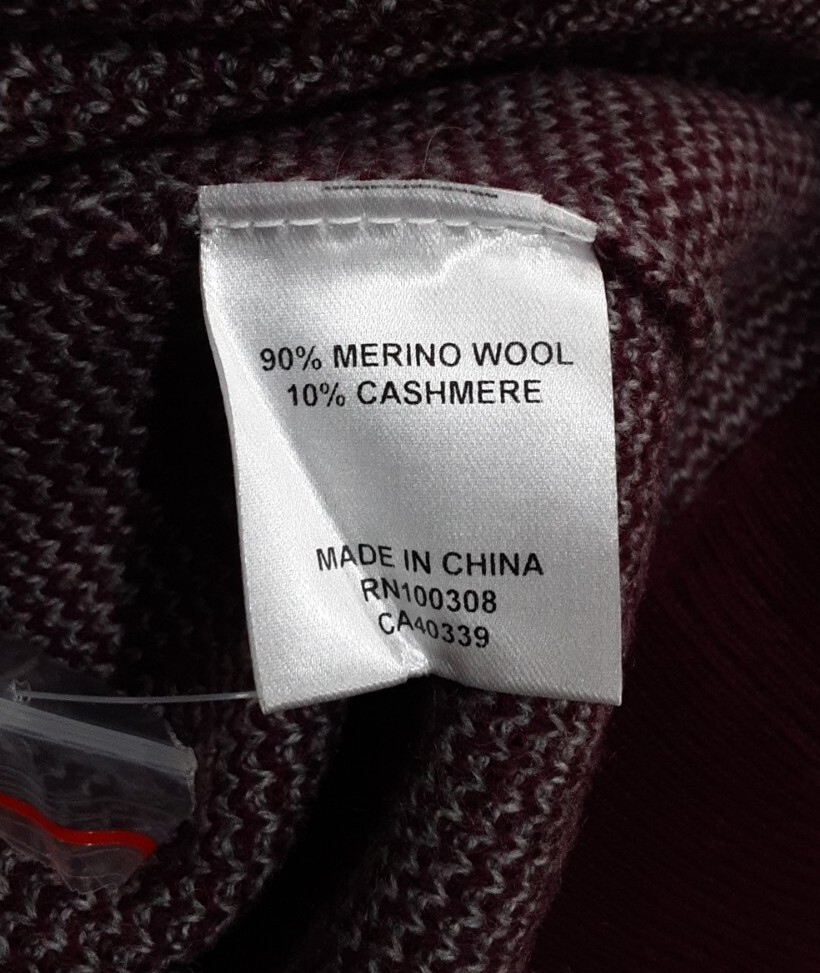 90% MERINO WOOL
10% CASHMERE
MADE IN CHINA
RN100308
CA40339